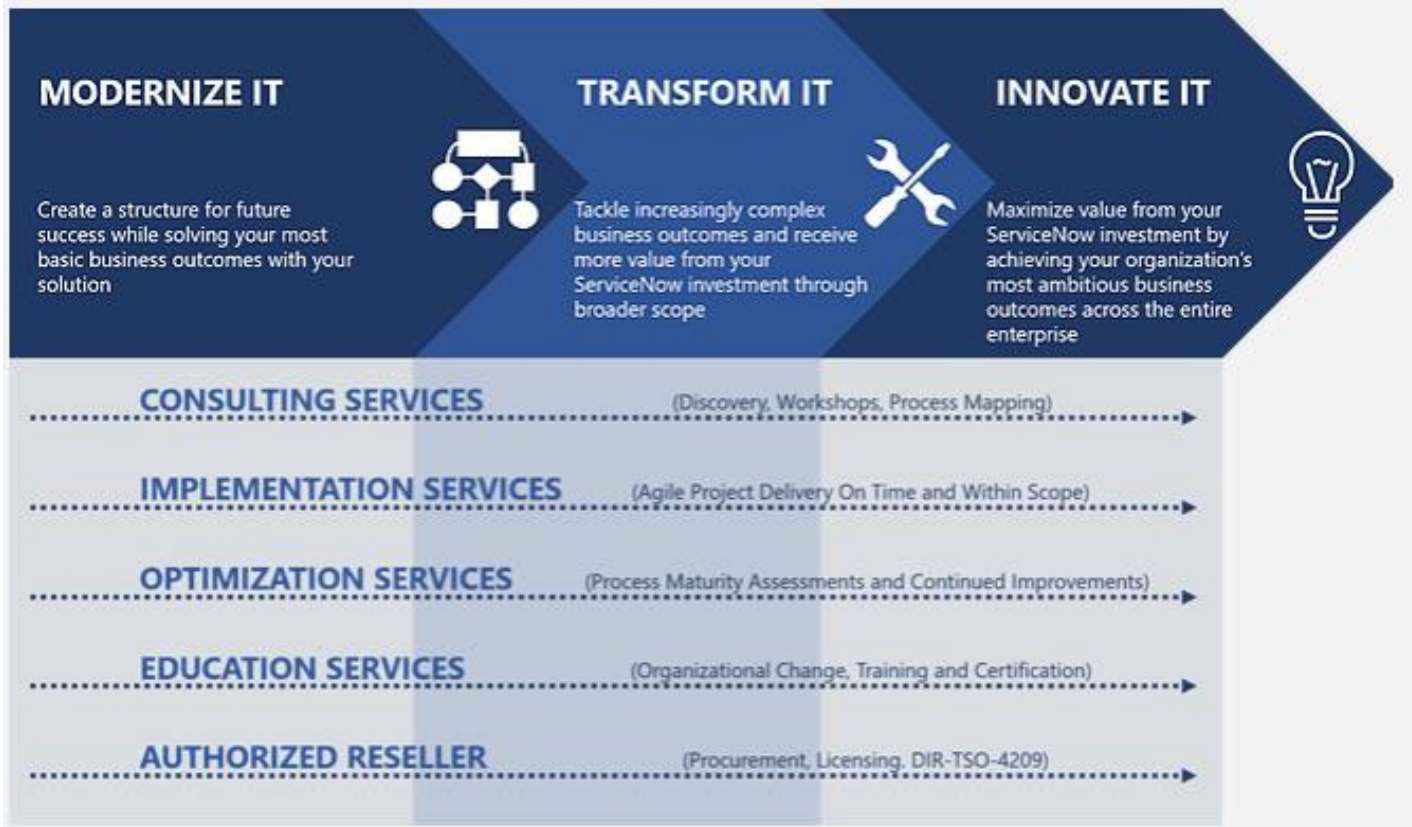 MODERNIZE IT
Create a structure for future
success while solving your most
basic business outcomes with your
solution
TRANSFORM IT
Tackle increasingly complex
business outcomes and receive
more value from your
ServiceNow investment through
broader scope
INNOVATE IT
Maximize value from your
ServiceNow investment by
achieving your organization's
most ambitious business
outcomes across the entire
enterprise
CONSULTING SERVICES (Discovery, Workshops, Process Mapping)
IMPLEMENTATION SERVICES (Agile Project Delivery On Time and Within Scope)
OPTIMIZATION SERVICES (Process Maturity Assessments and Continued Improvements)
EDUCATION SERVICES (Organizational Change, Training and Certification)
AUTHORIZED RESELLER (Procurement, Licensing. DIR-TSO-4209)